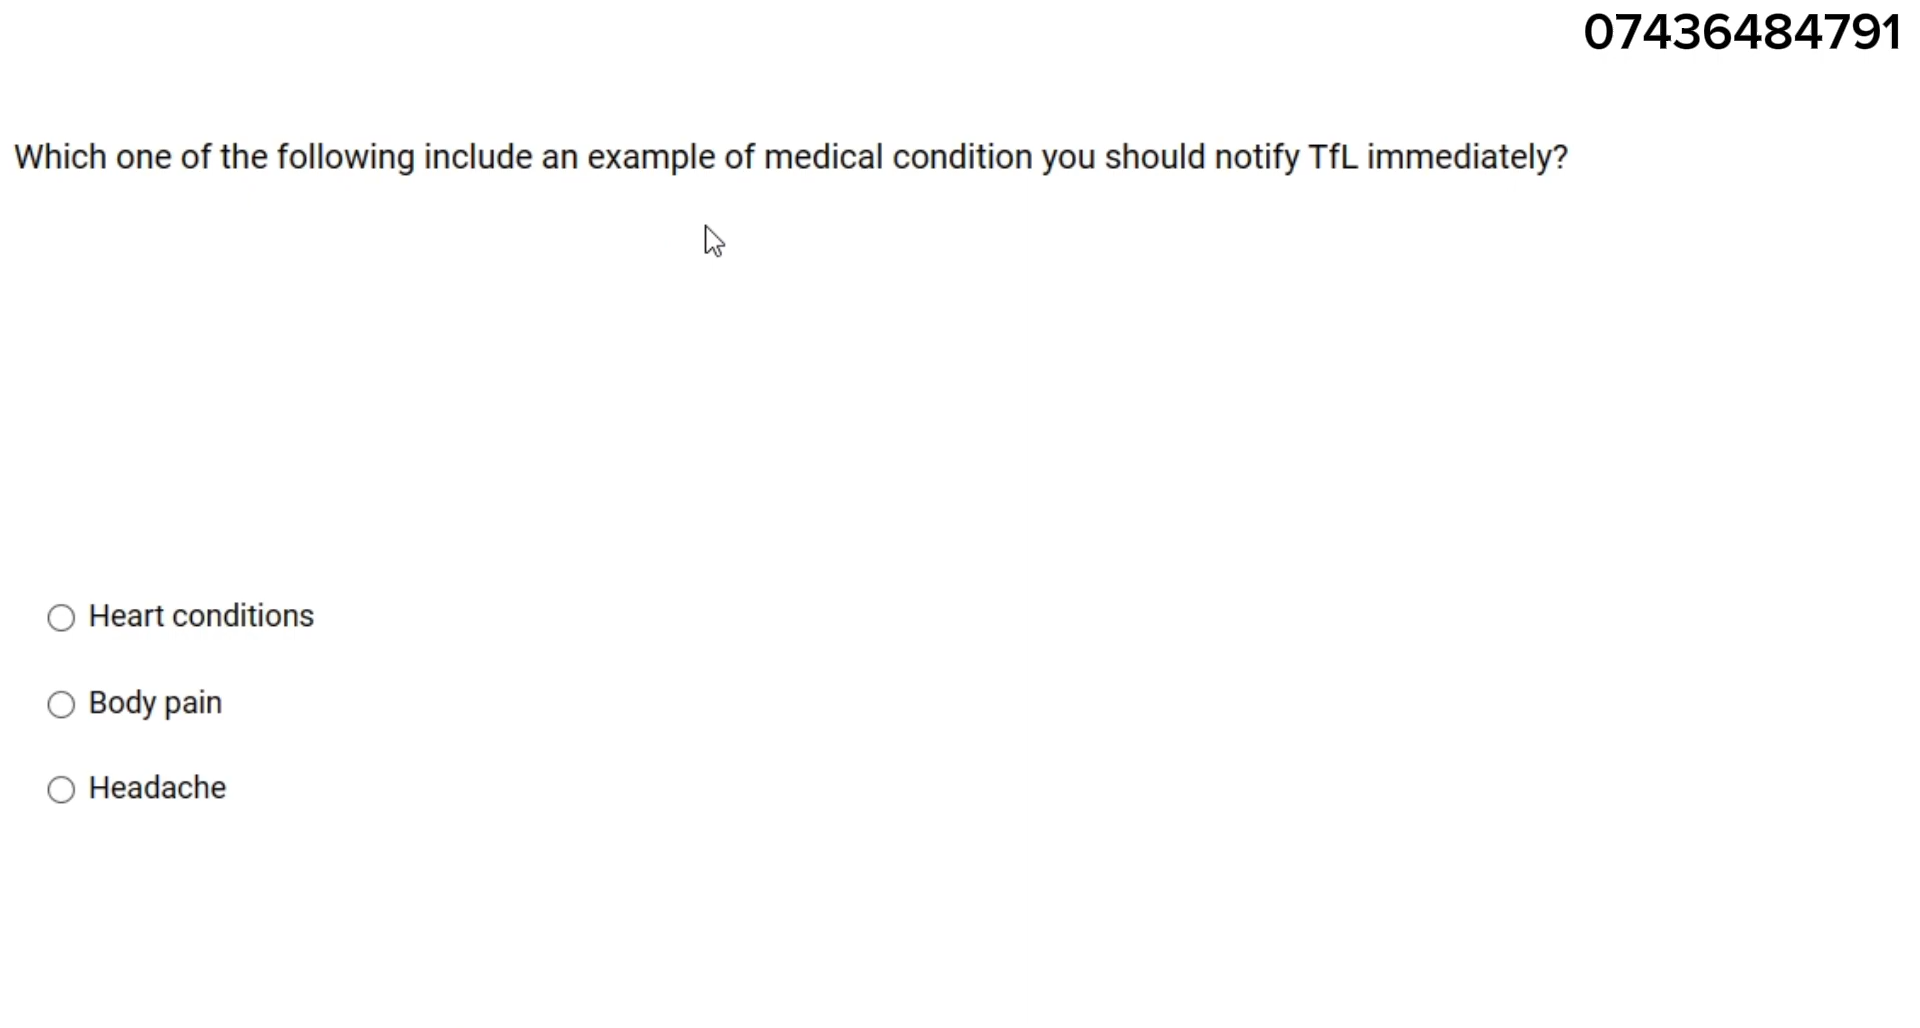 07436484791
Which one of the following include an example of medical condition you should notify TfL immediately?
Heart conditions
Body pain
Headache